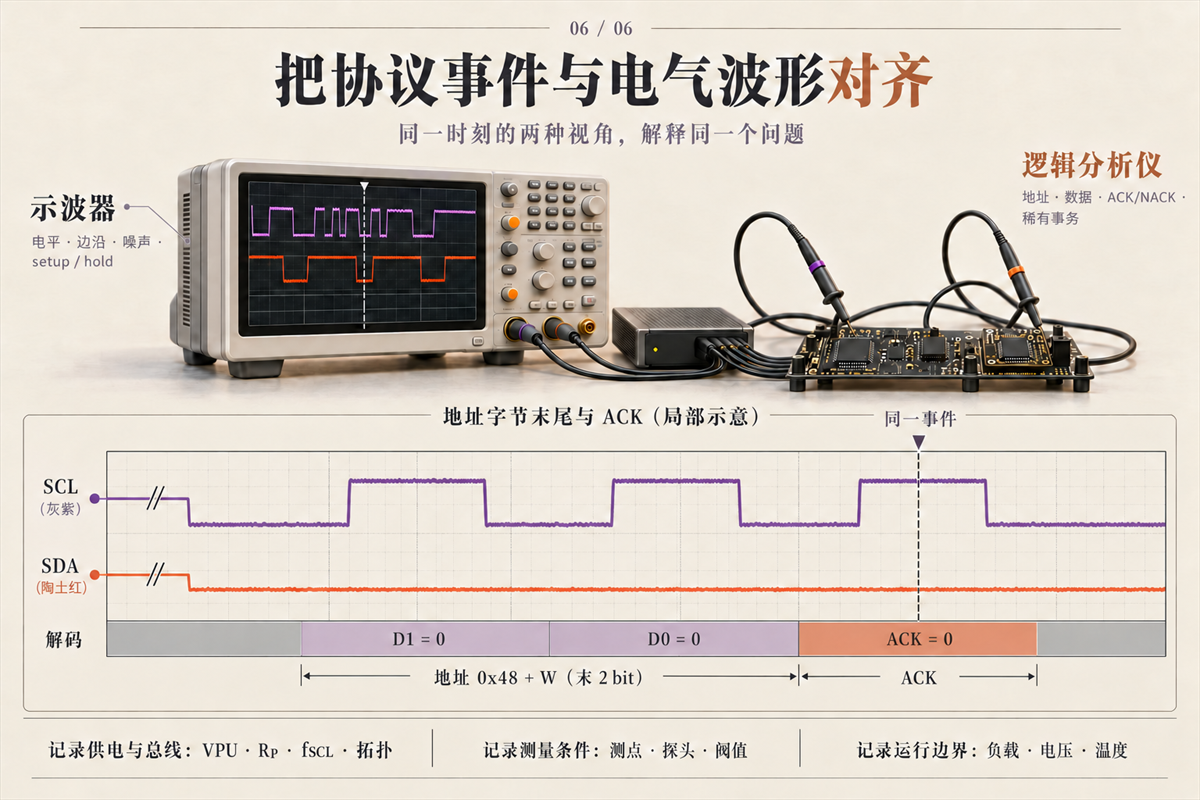 06 / 06
把协议事件与电气波形对齐
同一时刻的两种视角，解释同一个问题
示波器
电平 · 边沿 · 噪声 ·
setup / hold
逻辑分析仪
地址 · 数据 · ACK/NACK ·
稀有事务
地址字节末尾与 ACK（局部示意）
同一事件
SCL
(灰紫)
SDA
(陶土红)
解码
D1 = 0
D0 = 0
ACK = 0
地址 0x48 + W（末 2 bit）
ACK
记录供电与总线：VPU · RP · fSCL · 拓扑
记录测量条件：测点 · 探头 · 阈值
记录运行边界：负载 · 电压 · 温度